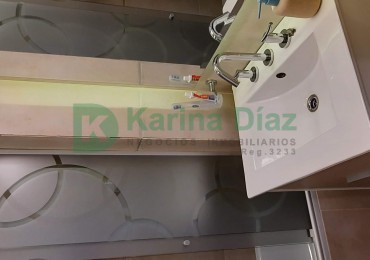 Karina Díaz
NEGOCIOS INMOBILIARIOS
Reg.3233